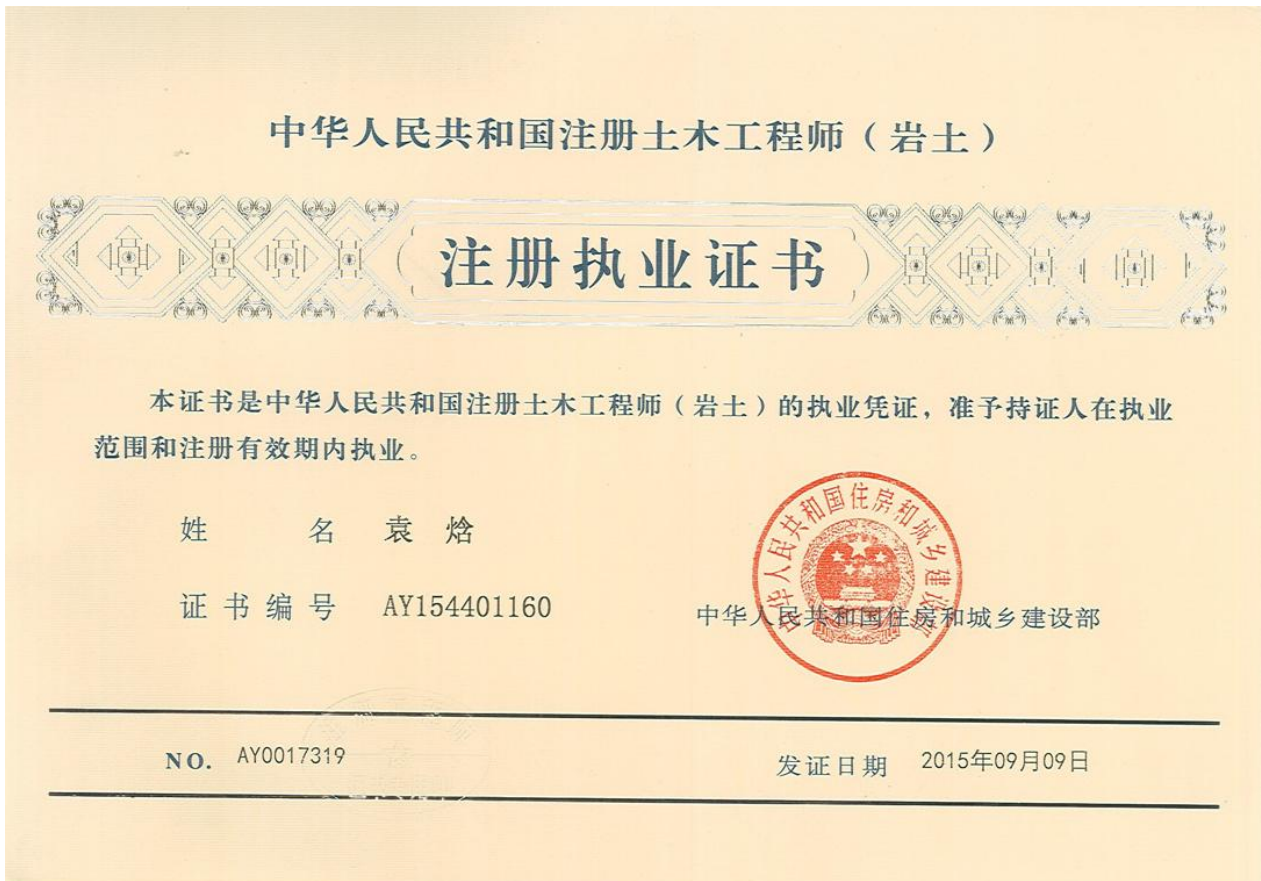 中华人民共和国注册土木工程师（岩土）
注册执业证书
本证书是中华人民共和国注册土木工程师（岩土）的执业凭证，准予持证人在执业
范围和注册有效期内执业。
姓 名 袁 焓
证书编号 AY154401160
中华人民共和国住房和城乡建设部
中华人民共和国住房和城乡建设部
NO. AY0017319
发证日期 2015年09月09日